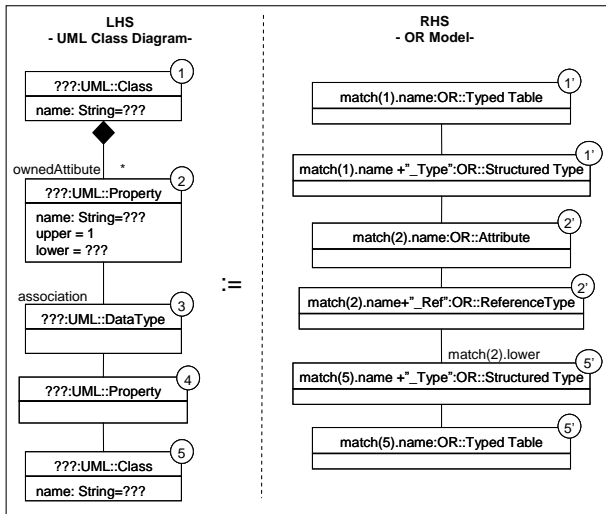 LHS
- UML Class Diagram-
1
???:UML::Class
name: String=???
ownedAttibute *
2
???:UML::Property
name: String=???
upper = 1
lower = ???
association
3
???:UML::DataType
4
???:UML::Property
5
???:UML::Class
name: String=???
:=
RHS
- OR Model-
1'
match(1).name:OR::Typed Table
1'
match(1).name +"_Type":OR::Structured Type
2'
match(2).name:OR::Attribute
2'
match(2).name+"_Ref":OR::ReferenceType
match(2).lower
5'
match(5).name +"_Type":OR::Structured Type
5'
match(5).name:OR::Typed Table